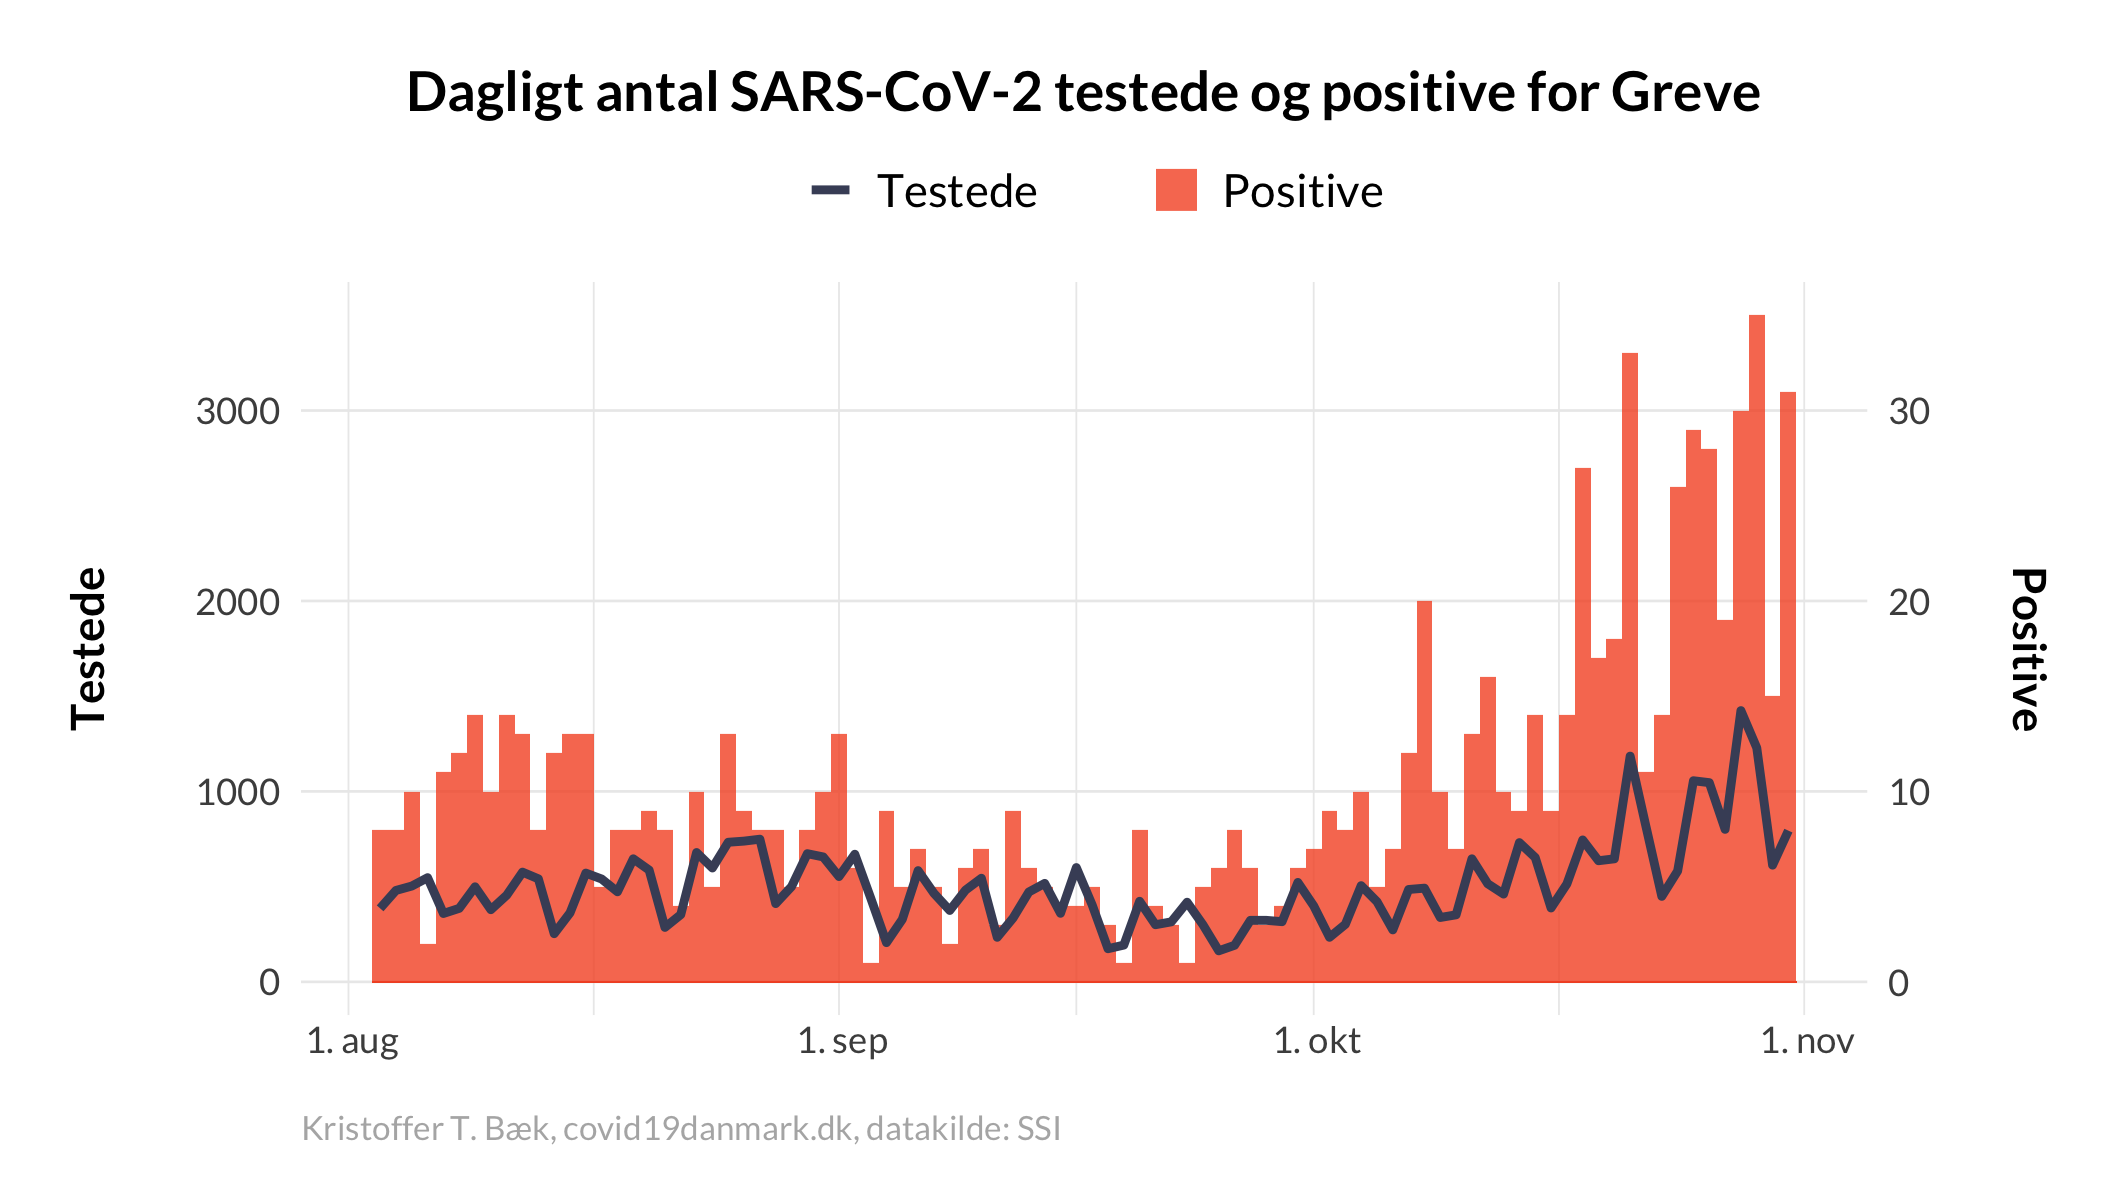 Dagligt antal SARS-CoV-2 testede og positive for Greve
Testede
Positive
Testede
3000
2000
1000
0
30
20
10
0
Positive
1. aug
1. sep
1. okt
1. nov
Kristoffer T. Bæk, covid19danmark.dk, datakilde: SSI